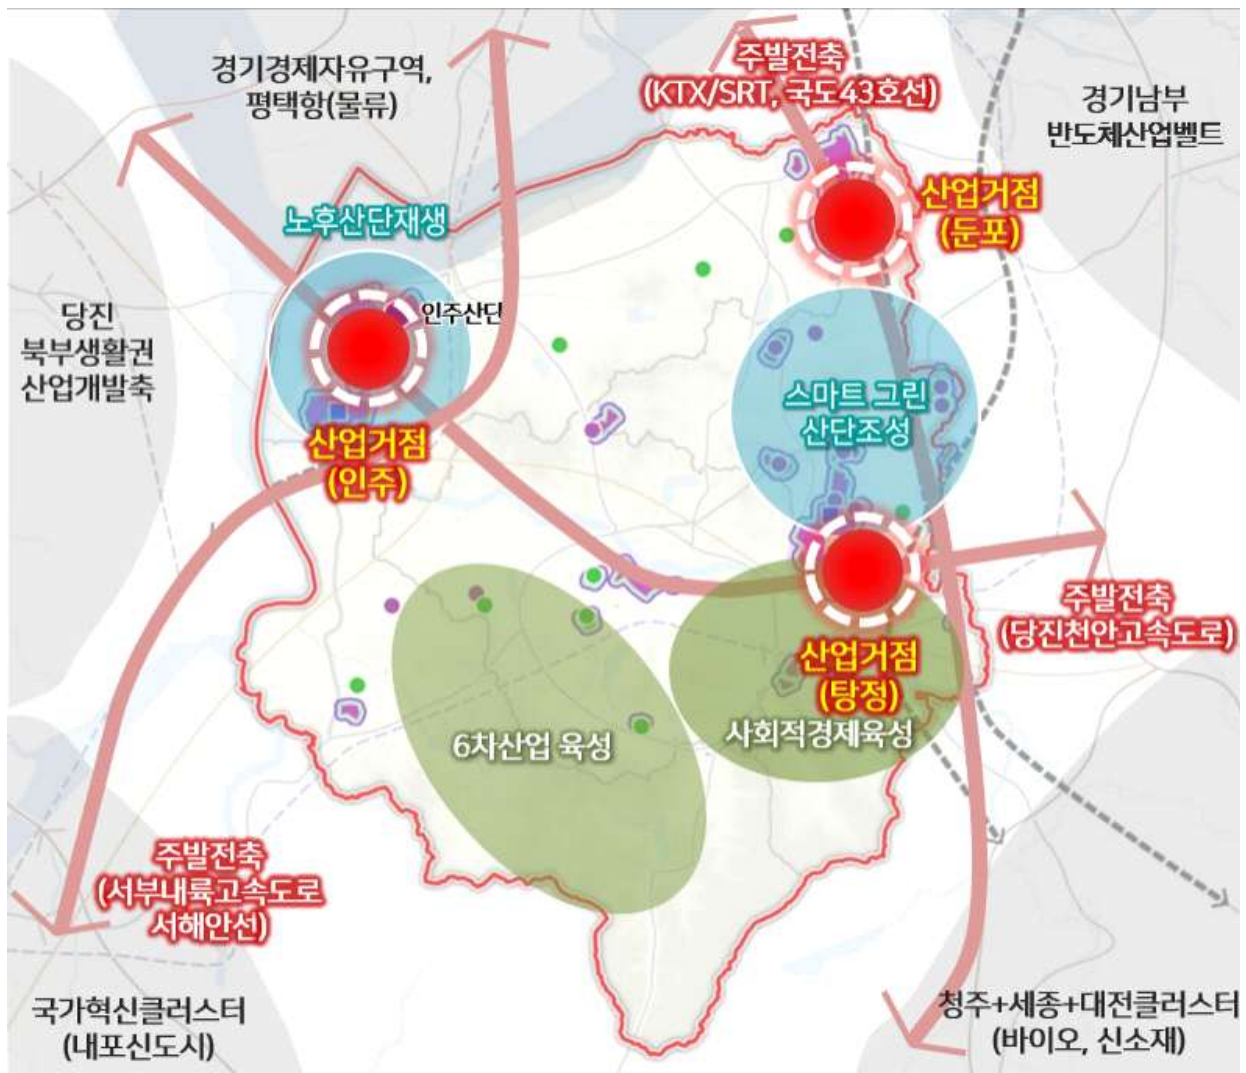 경기경제자유구역,
평택항(물류)
주발전축
(KTX/SRT, 국도43호선)
경기남부
반도체산업벨트
산업거점
(둔포)
노후산단재생
인주산단
당진
북부생활권
산업개발축
스마트 그린
산단조성
산업거점
(인주)
주발전축
(당진천안고속도로)
산업거점
(탕정)
사회적경제육성
6차산업 육성
주발전축
(서부내륙고속도로
서해안선)
국가혁신클러스터
(내포신도시)
청주+세종+대전클러스터
(바이오, 신소재)